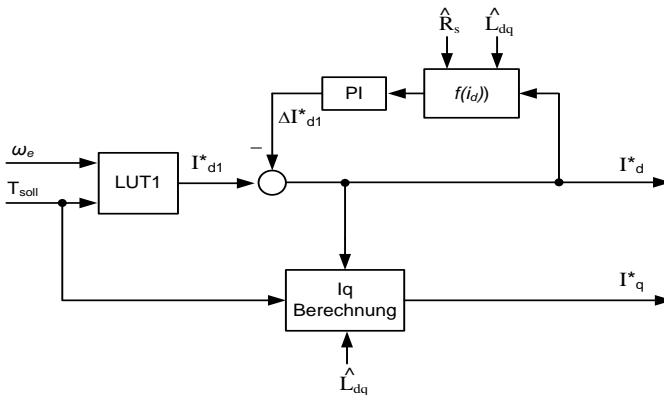 R̂s L̂dq
PI
f(id))
ΔI*d1
−
ωe
I*d1
I*d
LUT1
Tsoll
Iq
Berechnung
I*q
L̂dq